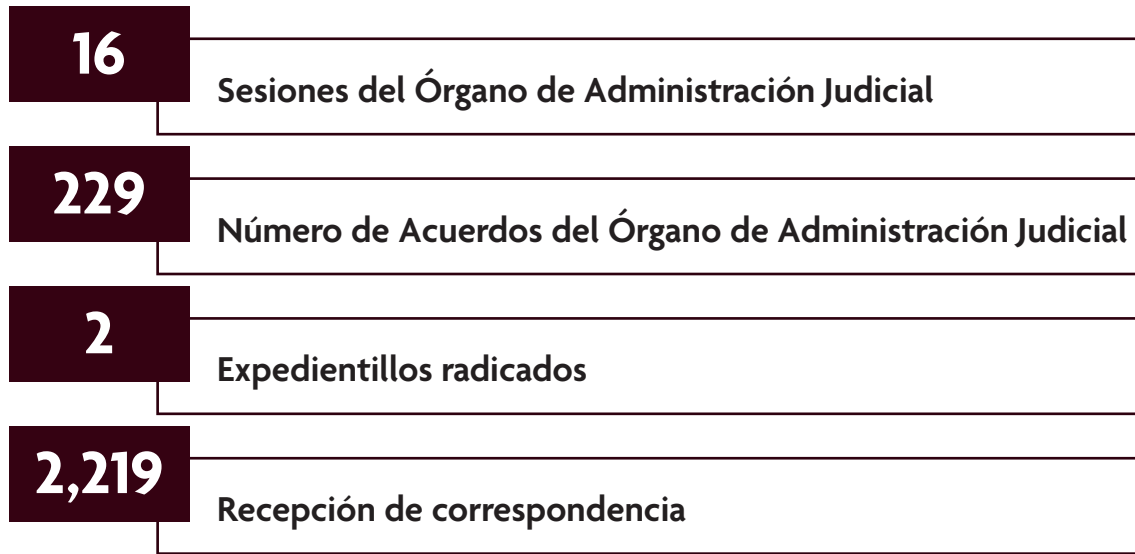 16
Sesiones del Órgano de Administración Judicial
229
Número de Acuerdos del Órgano de Administración Judicial
2
Expedientillos radicados
2,219
Recepción de correspondencia